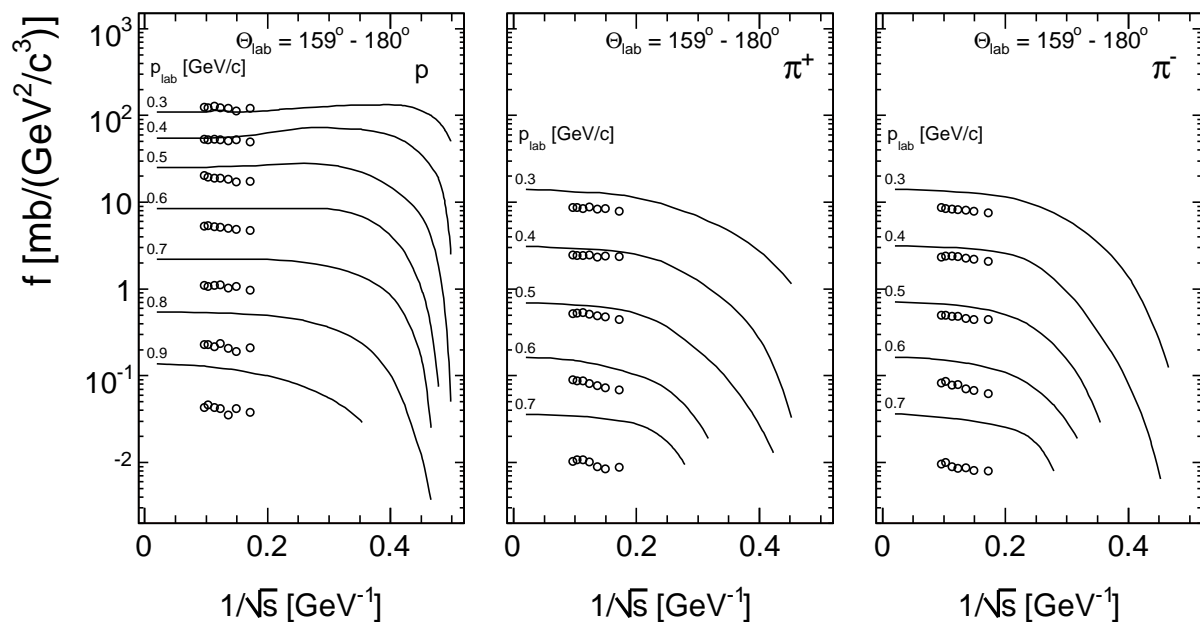 f [mb/(GeV²/c³)]
10³
10²
10
1
10⁻¹
-2
Θlab = 159° - 180°
plab [GeV/c]
p
0.3
0.4
0.5
0.6
0.7
0.8
0.9
0 0.2 0.4
1/√s [GeV⁻¹]
Θlab = 159° - 180°
π⁺
plab [GeV/c]
0.3
0.4
0.5
0.6
0.7
0 0.2 0.4
1/√s [GeV⁻¹]
Θlab = 159° - 180°
π⁻
plab [GeV/c]
0.3
0.4
0.5
0.6
0.7
0 0.2 0.4
1/√s [GeV⁻¹]